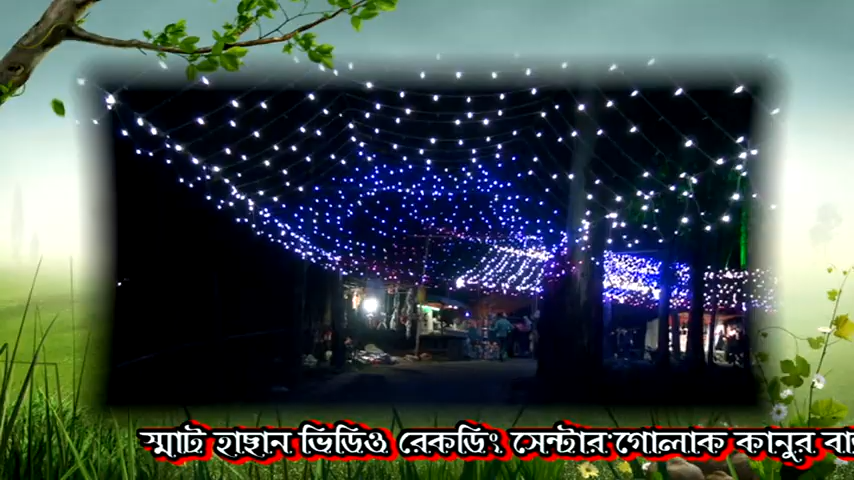 স্মার্ট হাছান ভিডিও রেকর্ডিং সেন্টার গোলাক কানুর বা